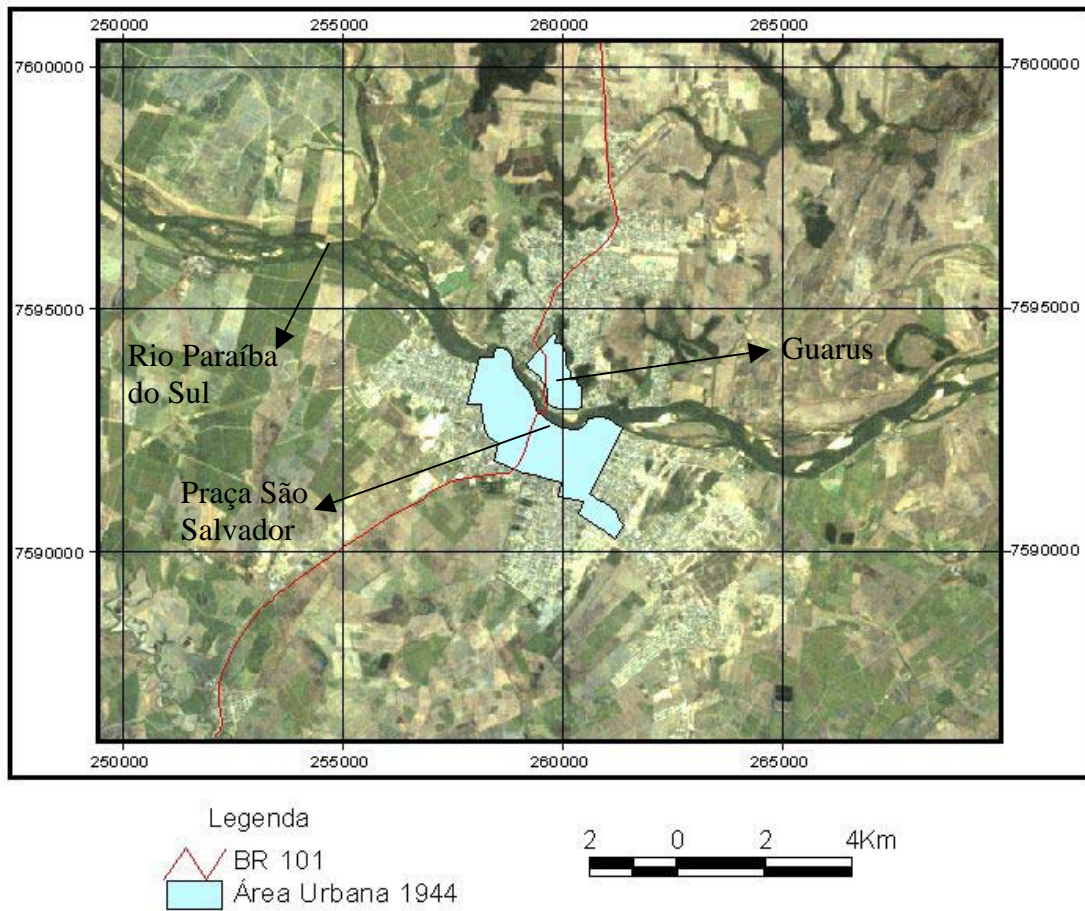 250000 255000 260000 265000
7600000 7600000
7595000 7595000
Rio Paraíba
do Sul
Guarus
Praça São
Salvador
7590000 7590000
250000 255000 260000 265000
Legenda
BR 101
Área Urbana 1944
2 0 2 4Km